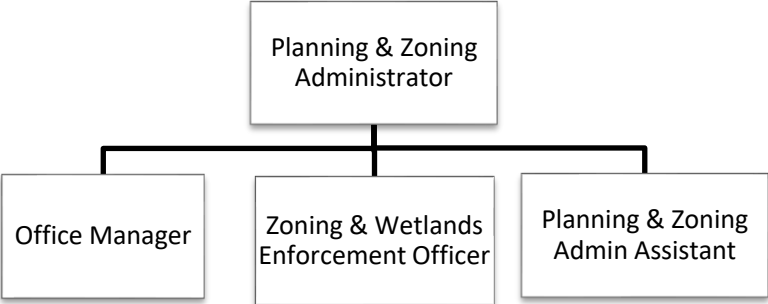 Planning & Zoning
Administrator
Office Manager
Zoning & Wetlands
Enforcement Officer
Planning & Zoning
Admin Assistant